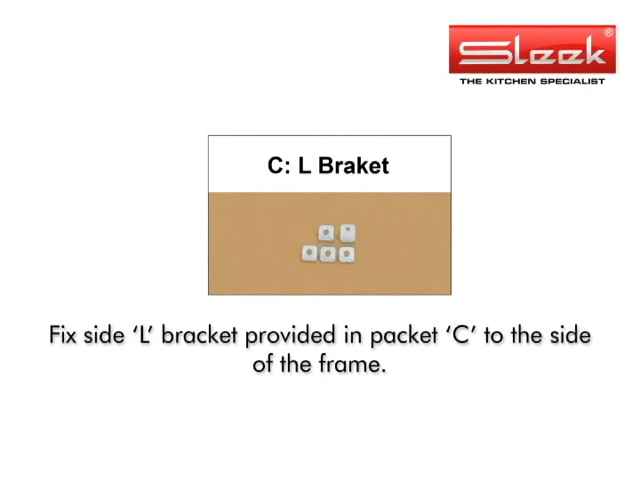 Sleek®
THE KITCHEN SPECIALIST
C: L Braket
Fix side ‘L’ bracket provided in packet ‘C’ to the side
of the frame.